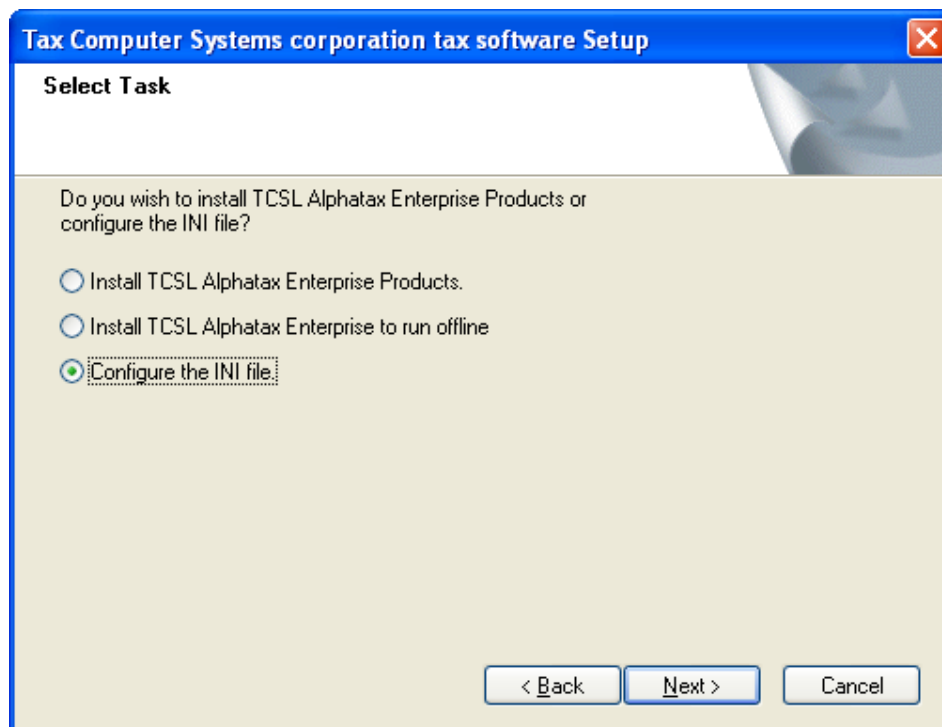 Tax Computer Systems corporation tax software Setup
Select Task
Do you wish to install TCSL Alphatax Enterprise Products or
configure the INI file?
Install TCSL Alphatax Enterprise Products.
Install TCSL Alphatax Enterprise to run offline
Configure the INI file.
< Back
Next >
Cancel